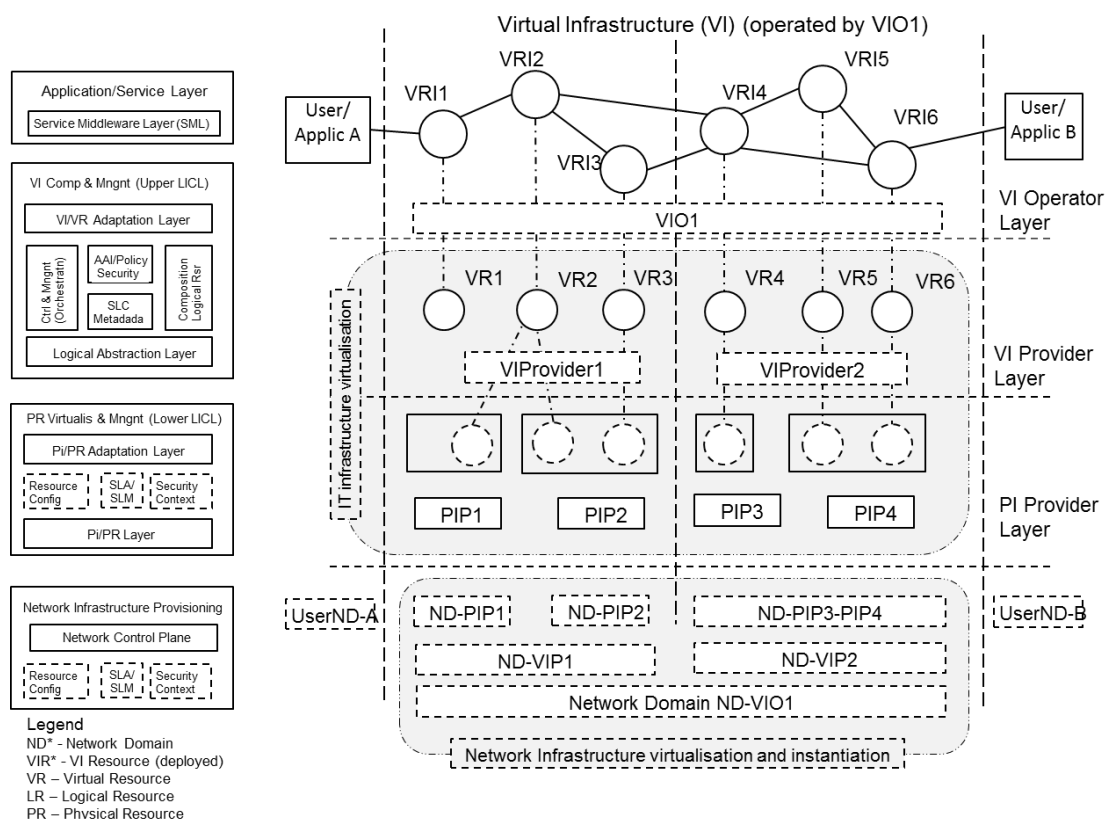 Virtual Infrastructure (VI) (operated by VIO1)
Application/Service Layer
Service Middleware Layer (SML)
VI Comp & Mngnt (Upper LICL)
VI/VR Adaptation Layer
Ctrl & Mngnt
(Orchestratn)
AAI/Policy
Security
SLC
Metadada
Composition
Logical Rsr
Logical Abstraction Layer
PR Virtualis & Mngnt (Lower LICL)
Pi/PR Adaptation Layer
Resource
Config
SLA/
SLM
Security
Context
Pi/PR Layer
Network Infrastructure Provisioning
Network Control Plane
Resource
Config
SLA/
SLM
Security
Context
Legend
ND* - Network Domain
VIR* - VI Resource (deployed)
VR – Virtual Resource
LR – Logical Resource
PR – Physical Resource
User/
Applic A
VRI1
VRI2
VRI3
VRI4
VRI5
VRI6
User/
Applic B
VIO1
VI Operator
Layer
IT infrastructure virtualisation
VR1
VR2
VR3
VR4
VR5
VR6
VIProvider1
VIProvider2
VI Provider
Layer
PIP1
PIP2
PIP3
PIP4
PI Provider
Layer
UserND-A
ND-PIP1
ND-PIP2
ND-PIP3-PIP4
UserND-B
ND-VIP1
ND-VIP2
Network Domain ND-VIO1
Network Infrastructure virtualisation and instantiation